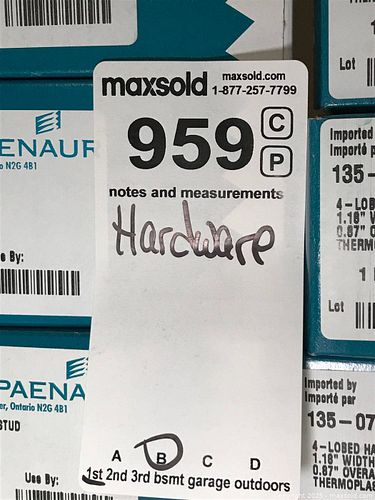 maxsold
maxsold.com
1-877-257-7799
959
C
P
notes and measurements
Hardware
A B C D
1st 2nd 3rd bsmt garage outdoors
ENAUR
o N2G 4B1
Use By:
PAENA
er, Ontario N2G 4B1
STUD
Use By:
Lot
Imported
Importé p
135-
4-LOB
1.18" W
0.87" O
THERM
1
Lot
Imported by
Importé par
135-07
4-LOBED HA
1.18" WIDTH
0.87" OVERA
THERMOPLAS